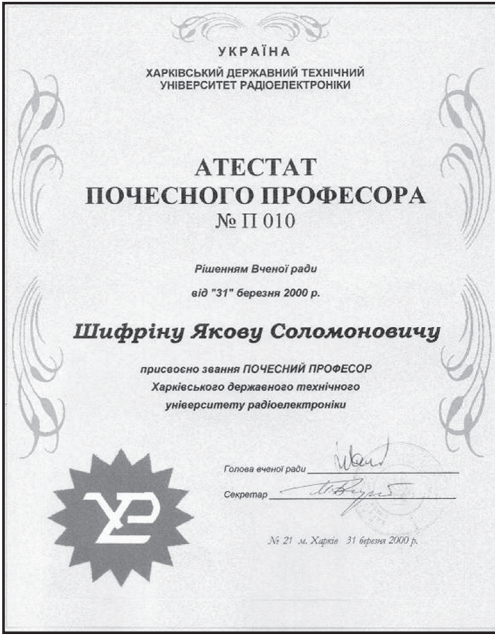 УКРАЇНА
ХАРКІВСЬКИЙ ДЕРЖАВНИЙ ТЕХНІЧНИЙ
УНІВЕРСИТЕТ РАДІОЕЛЕКТРОНІКИ
АТЕСТАТ
ПОЧЕСНОГО ПРОФЕСОРА
№ П 010
Рішенням Вченої ради
від "31" березня 2000 р.
Шифріну Якову Соломоновичу
присвоєно звання ПОЧЕСНИЙ ПРОФЕСОР
Харківського державного технічного
університету радіоелектроніки
Голова вченої ради
Секретар
№ 21 м. Харків 31 березня 2000 р.